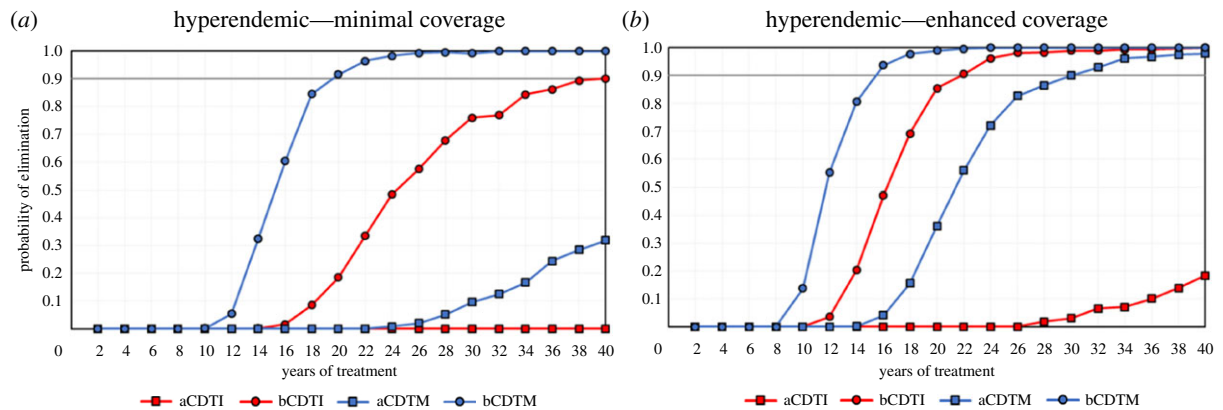 (a) hyperendemic—minimal coverage
1.0
0.9
0.8
0.7
0.6
0.5
0.4
0.3
0.2
0.1
probability of elimination
0 2 4 6 8 10 12 14 16 18 20 22 24 26 28 30 32 34 36 38 40
years of treatment
aCDTI bCDTI aCDTM bCDTM
(b) hyperendemic—enhanced coverage
1.0
0.9
0.8
0.7
0.6
0.5
0.4
0.3
0.2
0.1
0 2 4 6 8 10 12 14 16 18 20 22 24 26 28 30 32 34 36 38 40
years of treatment
aCDTI bCDTI aCDTM bCDTM